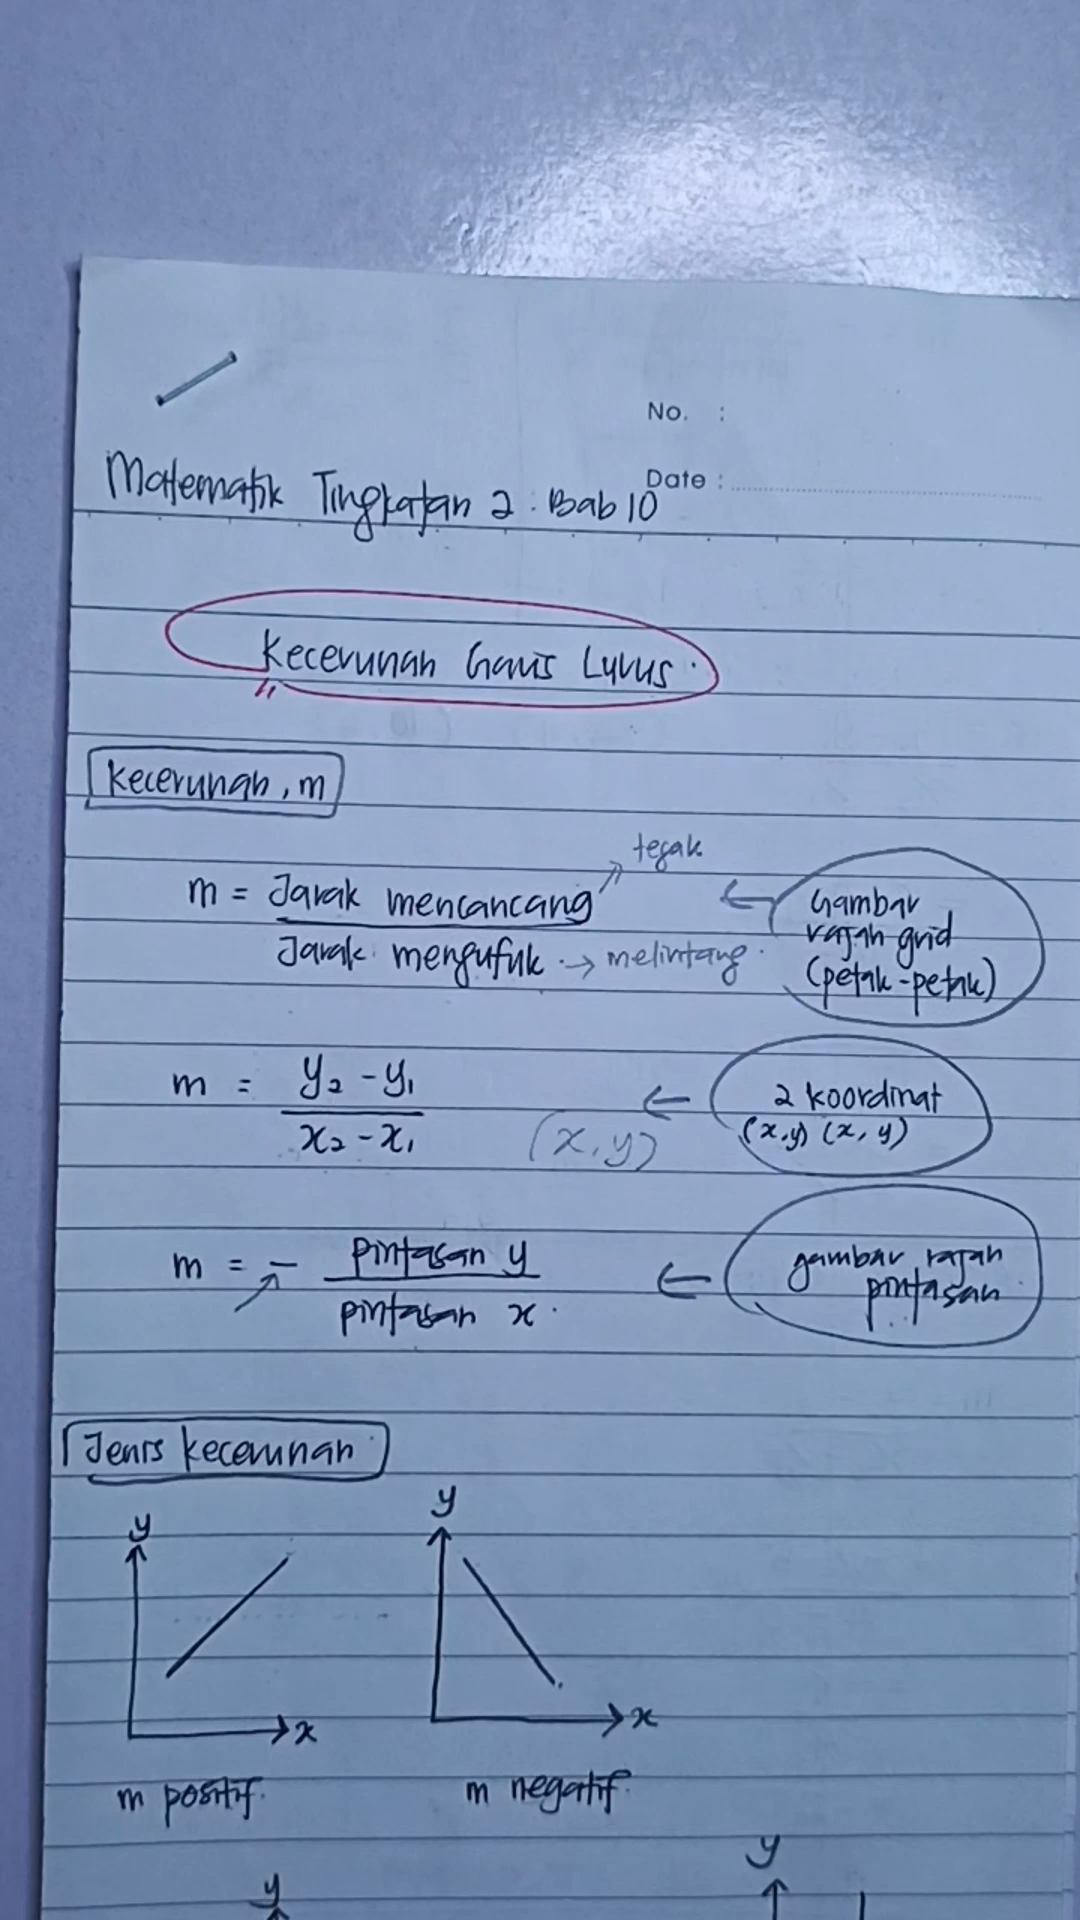 No. :
Date :
Matematik Tingkatan 2 : Bab 10
Kecerunan Garis Lurus.
Kecerunan, m
tegak
m = Jarak mencancang
Jarak mengufuk → melintang
Gambar
rajah grid
(petak-petak)
m = y₂ - y₁
x₂ - x₁
(x, y)
2 koordinat
(x,y) (x, y)
m = - pintasan y
pintasan x
gambar rajah
pintasan
Jenis kecerunan
y
y
x
x
m positif
m negatif
y
y